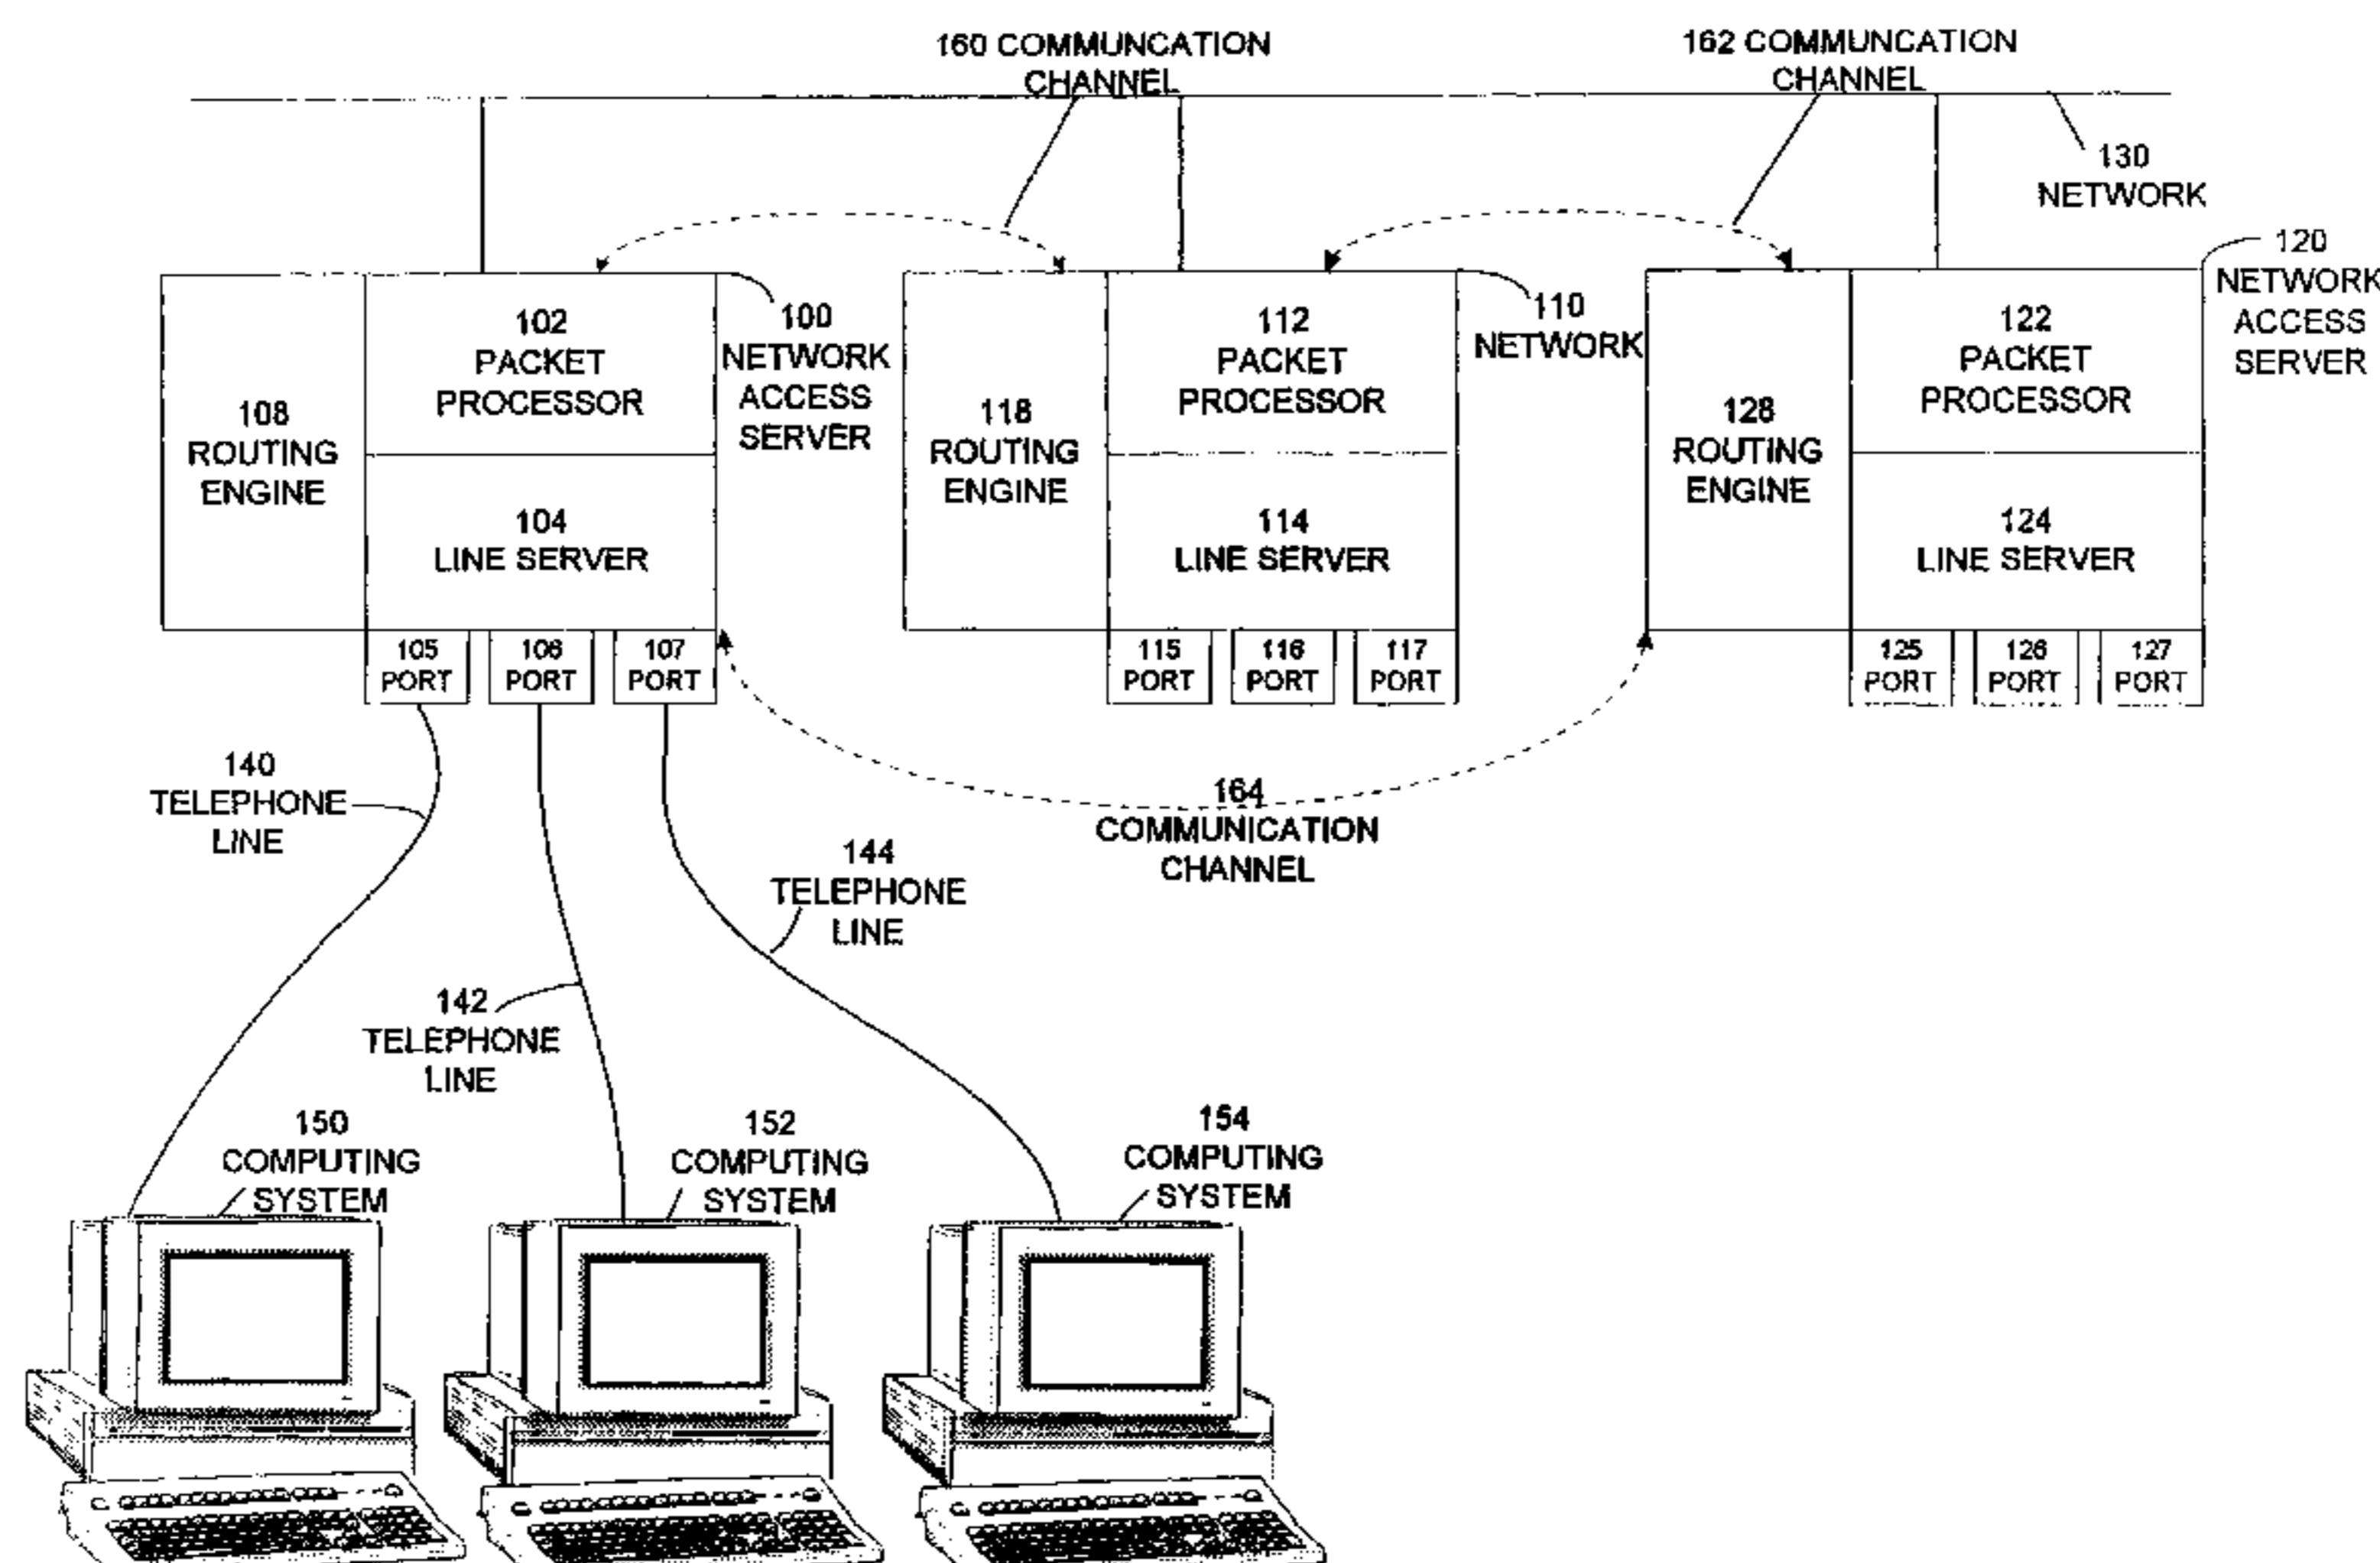 160 COMMUNCATION
CHANNEL
162 COMMUNCATION
CHANNEL
130
NETWORK
120
NETWORK
ACCESS
SERVER
108
ROUTING
ENGINE
102
PACKET
PROCESSOR
104
LINE SERVER
100
NETWORK
ACCESS
SERVER
118
ROUTING
ENGINE
112
PACKET
PROCESSOR
114
LINE SERVER
110
NETWORK
128
ROUTING
ENGINE
122
PACKET
PROCESSOR
124
LINE SERVER
105
PORT
106
PORT
107
PORT
115
PORT
116
PORT
117
PORT
125
PORT
126
PORT
127
PORT
140
TELEPHONE
LINE
164
COMMUNICATION
CHANNEL
144
TELEPHONE
LINE
142
TELEPHONE
LINE
150
COMPUTING
SYSTEM
152
COMPUTING
SYSTEM
154
COMPUTING
SYSTEM